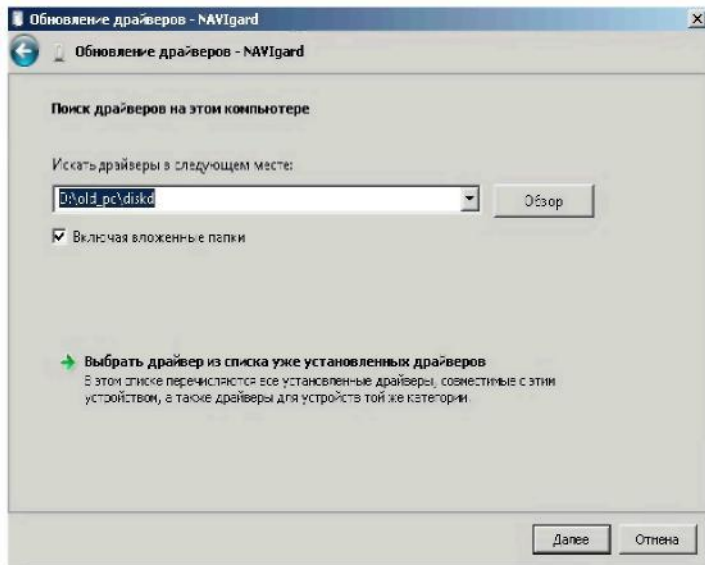 Обновление драйверов - NAVIgard
Обновление драйверов - NAVIgard
Поиск драйверов на этом компьютере
Искать драйверы в следующем месте:
D:\old_pc\diskd
Обзор
Включая вложенные папки
Выбрать драйвер из списка уже установленных драйверов
В этом списке перечисляются все установленные драйверы, совместимые с этим
устройством, а также драйверы для устройств той же категории.
Далее
Отмена